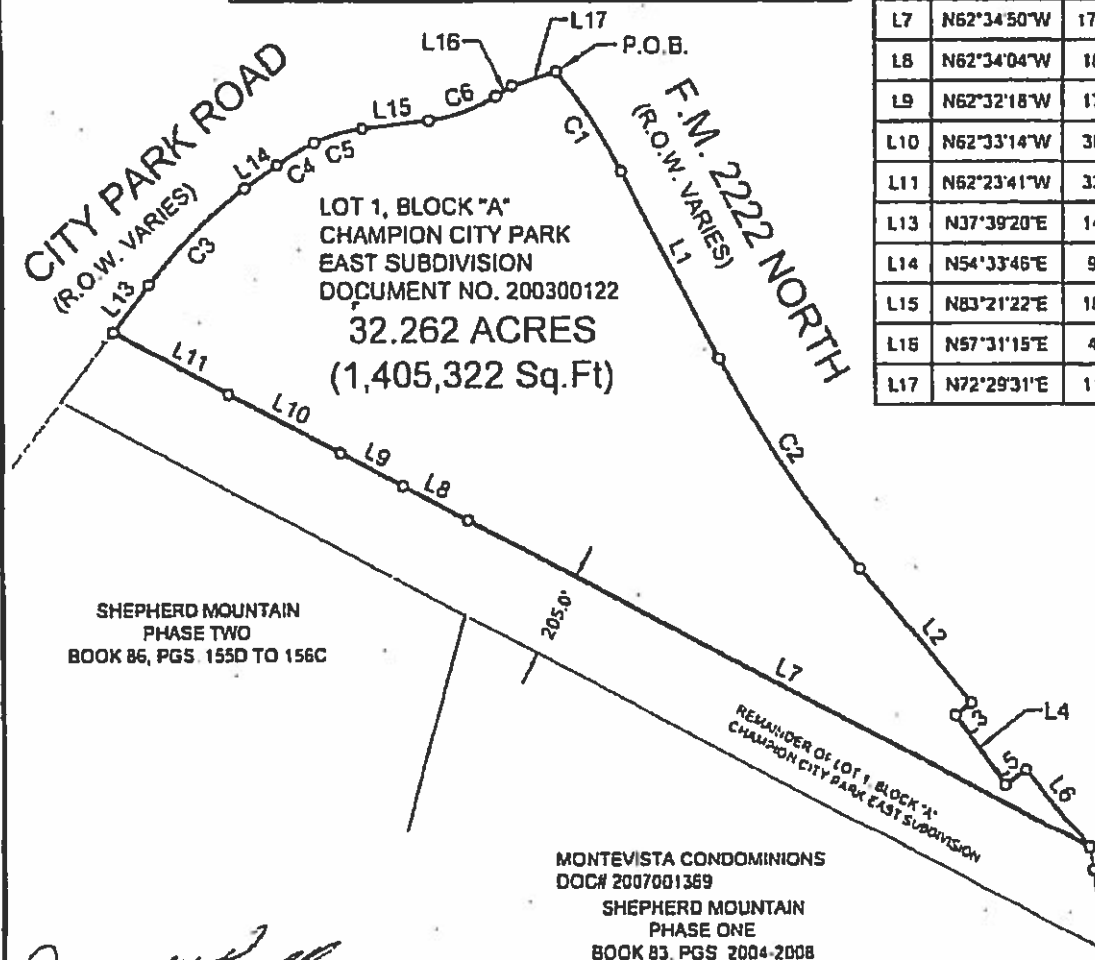 L17
L16
P.O.B.
CITY PARK ROAD
(R.O.W. VARIES)
F.M. 2222 NORTH
(R.O.W. VARIES)
L15
C6
C5
C4
L14
C3
L13
C1
L1
C2
L2
L3
L4
L5
L6
L7
L8
L9
L10
L11
LOT 1, BLOCK "A"
CHAMPION CITY PARK
EAST SUBDIVISION
DOCUMENT NO. 200300122
32.262 ACRES
(1,405,322 Sq.Ft)
205.0'
SHEPHERD MOUNTAIN
PHASE TWO
BOOK 86, PGS. 155D TO 156C
REMAINDER OF LOT 1, BLOCK "A"
CHAMPION CITY PARK EAST SUBDIVISION
MONTEVISTA CONDOMINIONS
DOC# 2007001369
SHEPHERD MOUNTAIN
PHASE ONE
BOOK 83, PGS 2004-2008
L7 N62°34'50"W 17
L8 N62°34'04"W
L9 N62°32'18"W
L10 N62°33'14"W
L11 N62°23'41"W
L13 N37°39'20"E
L14 N54°33'46"E
L15 N83°21'22"E
L16 N57°31'15"E
L17 N72°29'31"E